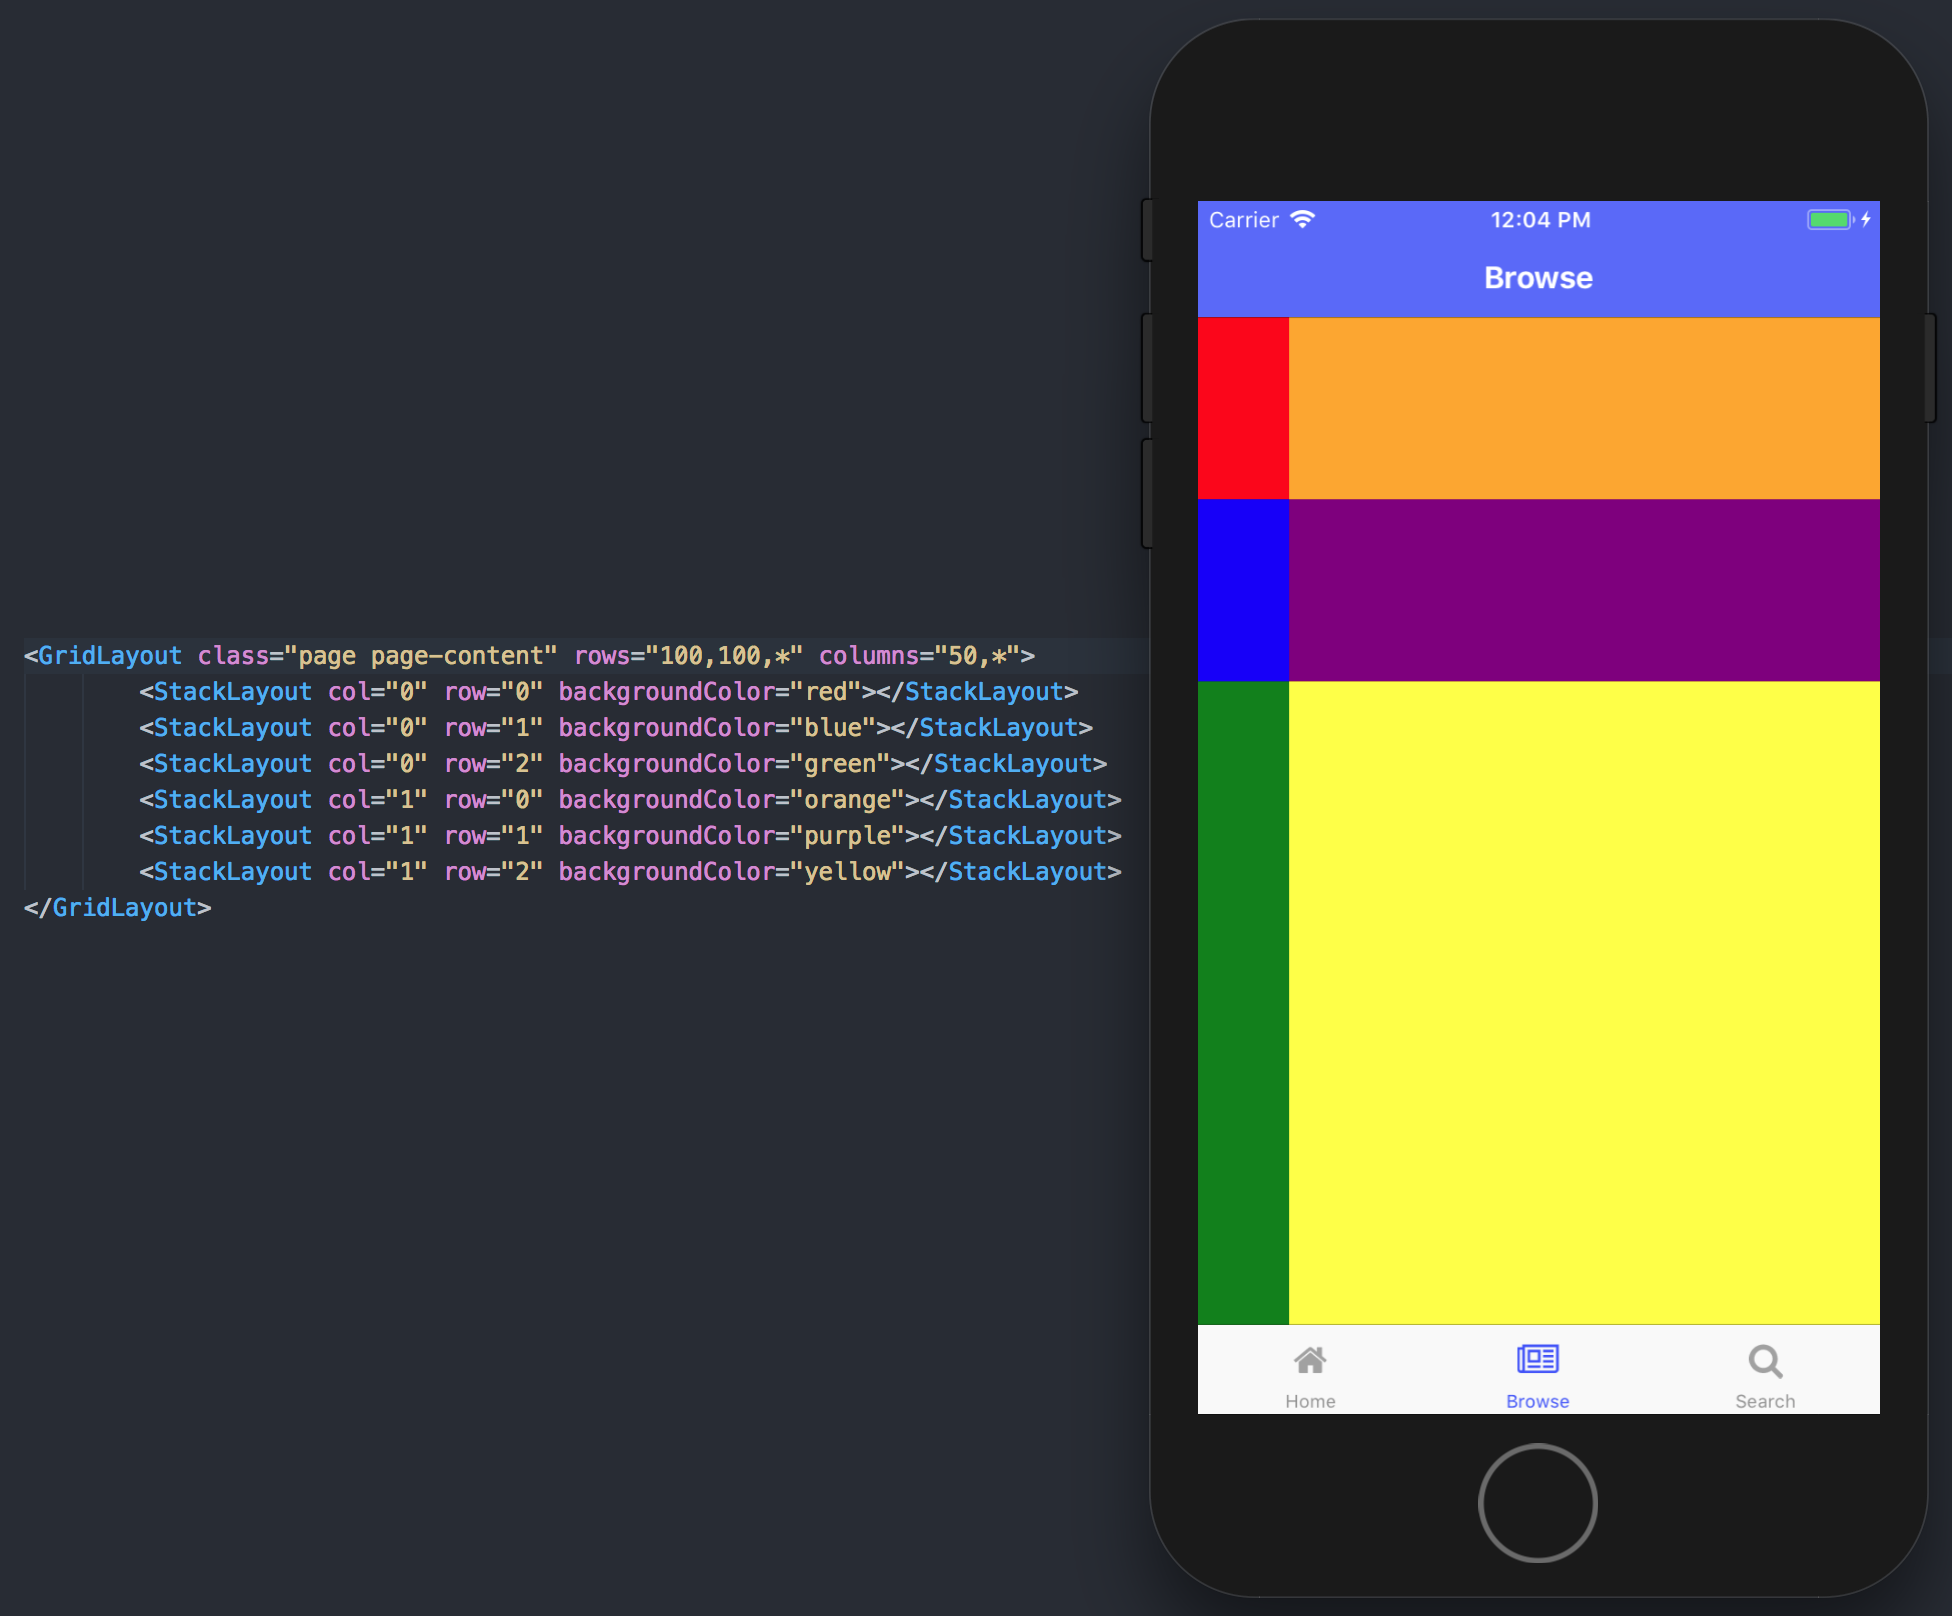 <GridLayout class="page page-content" rows="100,100,*" columns="50,*">
<StackLayout col="0" row="0" backgroundColor="red"></StackLayout>
<StackLayout col="0" row="1" backgroundColor="blue"></StackLayout>
<StackLayout col="0" row="2" backgroundColor="green"></StackLayout>
<StackLayout col="1" row="0" backgroundColor="orange"></StackLayout>
<StackLayout col="1" row="1" backgroundColor="purple"></StackLayout>
<StackLayout col="1" row="2" backgroundColor="yellow"></StackLayout>
</GridLayout>
Carrier 12:04 PM
Browse
Home Browse Search